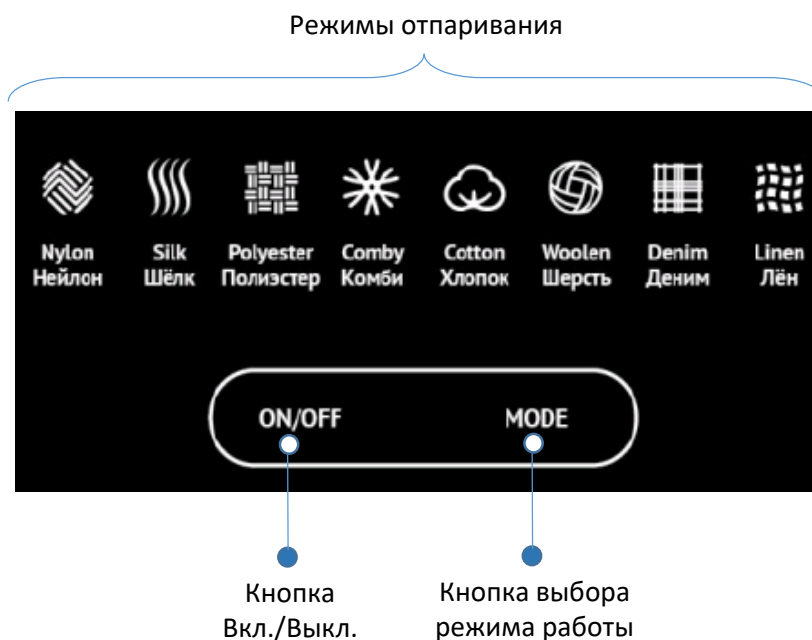 Режимы отпаривания
Nylon Silk Polyester Comby Cotton Woolen Denim Linen
Нейлон Шёлк Полиэстер Комби Хлопок Шерсть Деним Лён
ON/OFF MODE
Кнопка Кнопка выбора
Вкл./Выкл. режима работы